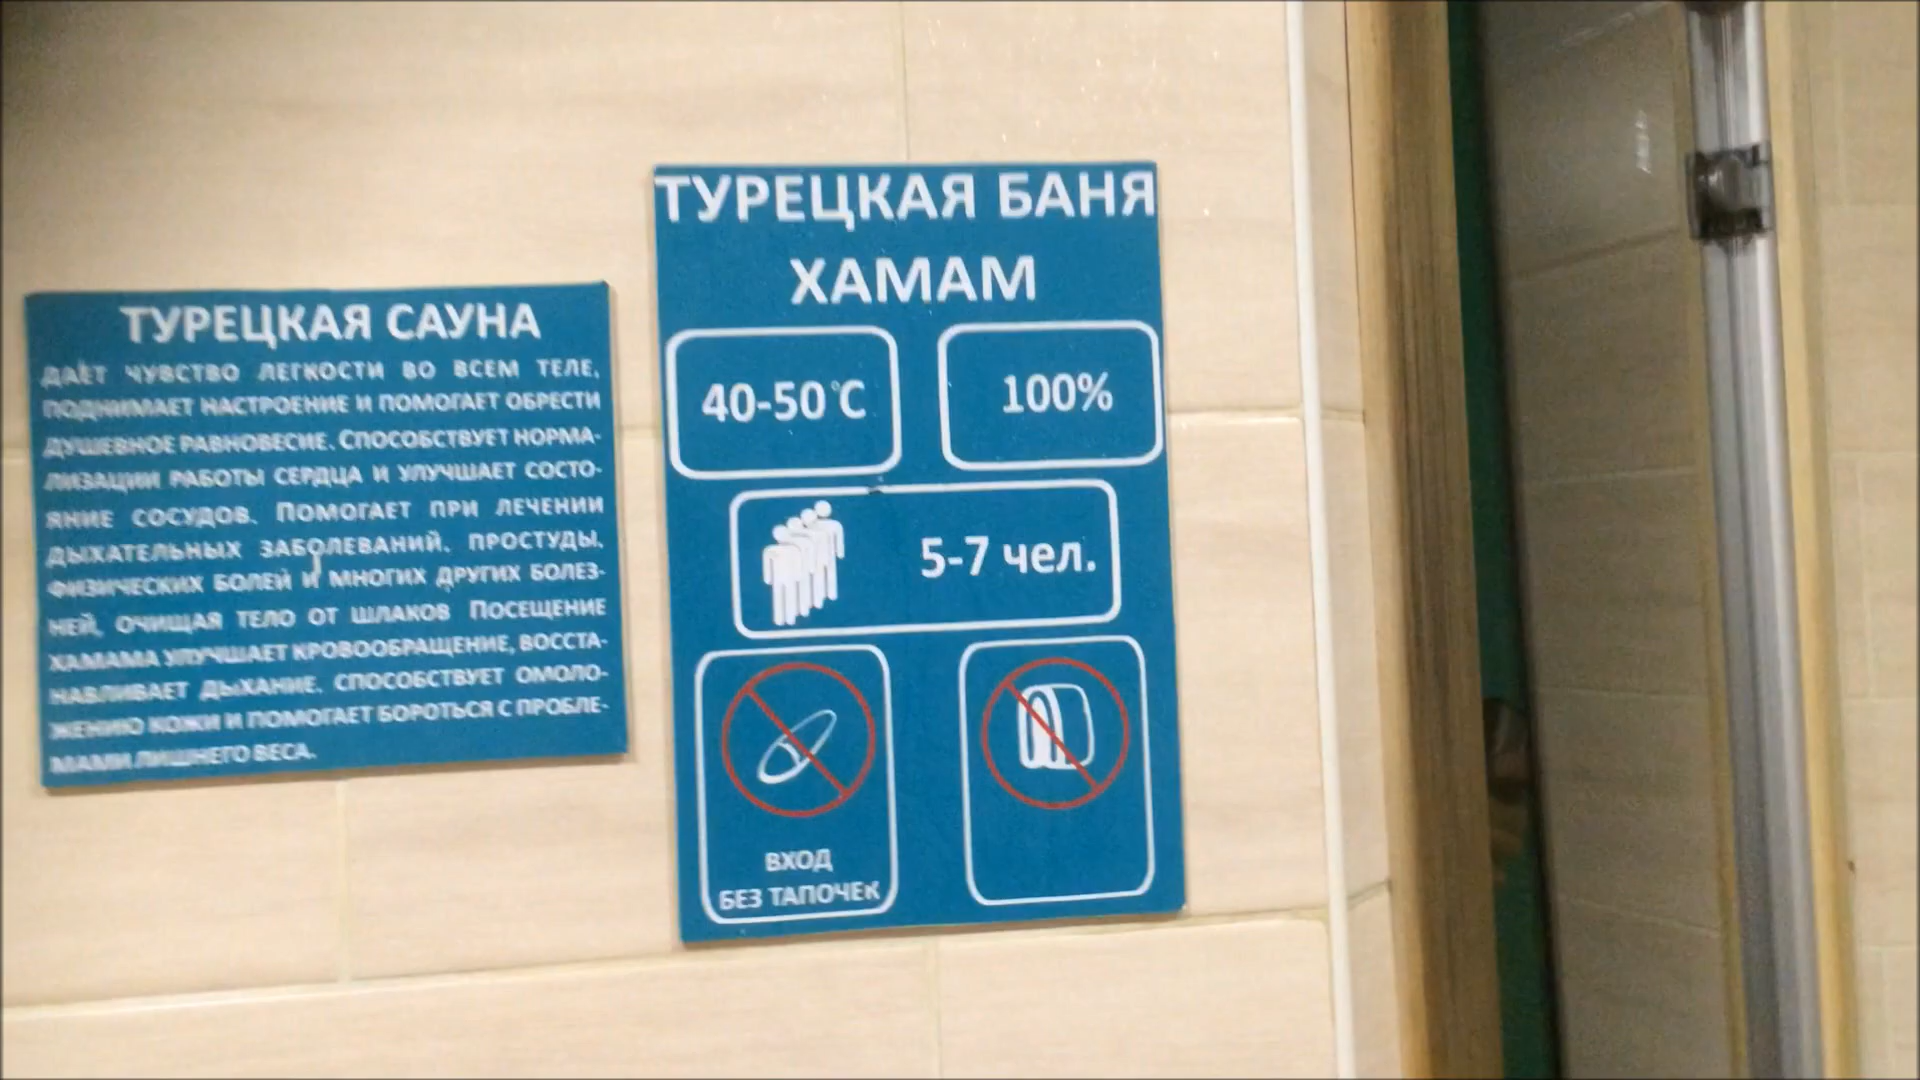 ТУРЕЦКАЯ САУНА
ДАЁТ ЧУВСТВО ЛЕГКОСТИ ВО ВСЕМ ТЕЛЕ,
ПОДНИМАЕТ НАСТРОЕНИЕ И ПОМОГАЕТ ОБРЕСТИ
ДУШЕВНОЕ РАВНОВЕСИЕ. СПОСОБСТВУЕТ НОРМА-
ЛИЗАЦИИ РАБОТЫ СЕРДЦА И УЛУЧШАЕТ СОСТО-
ЯНИЕ СОСУДОВ. ПОМОГАЕТ ПРИ ЛЕЧЕНИИ
ДЫХАТЕЛЬНЫХ ЗАБОЛЕВАНИЙ, ПРОСТУДЫ,
ФИЗИЧЕСКИХ БОЛЕЙ И МНОГИХ ДРУГИХ БОЛЕЗ-
НЕЙ, ОЧИЩАЯ ТЕЛО ОТ ШЛАКОВ ПОСЕЩЕНИЕ
ХАМАМА УЛУЧШАЕТ КРОВООБРАЩЕНИЕ, ВОССТА-
НАВЛИВАЕТ ДЫХАНИЕ, СПОСОБСТВУЕТ ОМОЛО-
ЖЕНИЮ КОЖИ И ПОМОГАЕТ БОРОТЬСЯ С ПРОБЛЕ-
МАМИ ЛИШНЕГО ВЕСА.
ТУРЕЦКАЯ БАНЯ
ХАМАМ
40-50°C
100%
5-7 чел.
ВХОД
БЕЗ ТАПОЧЕК